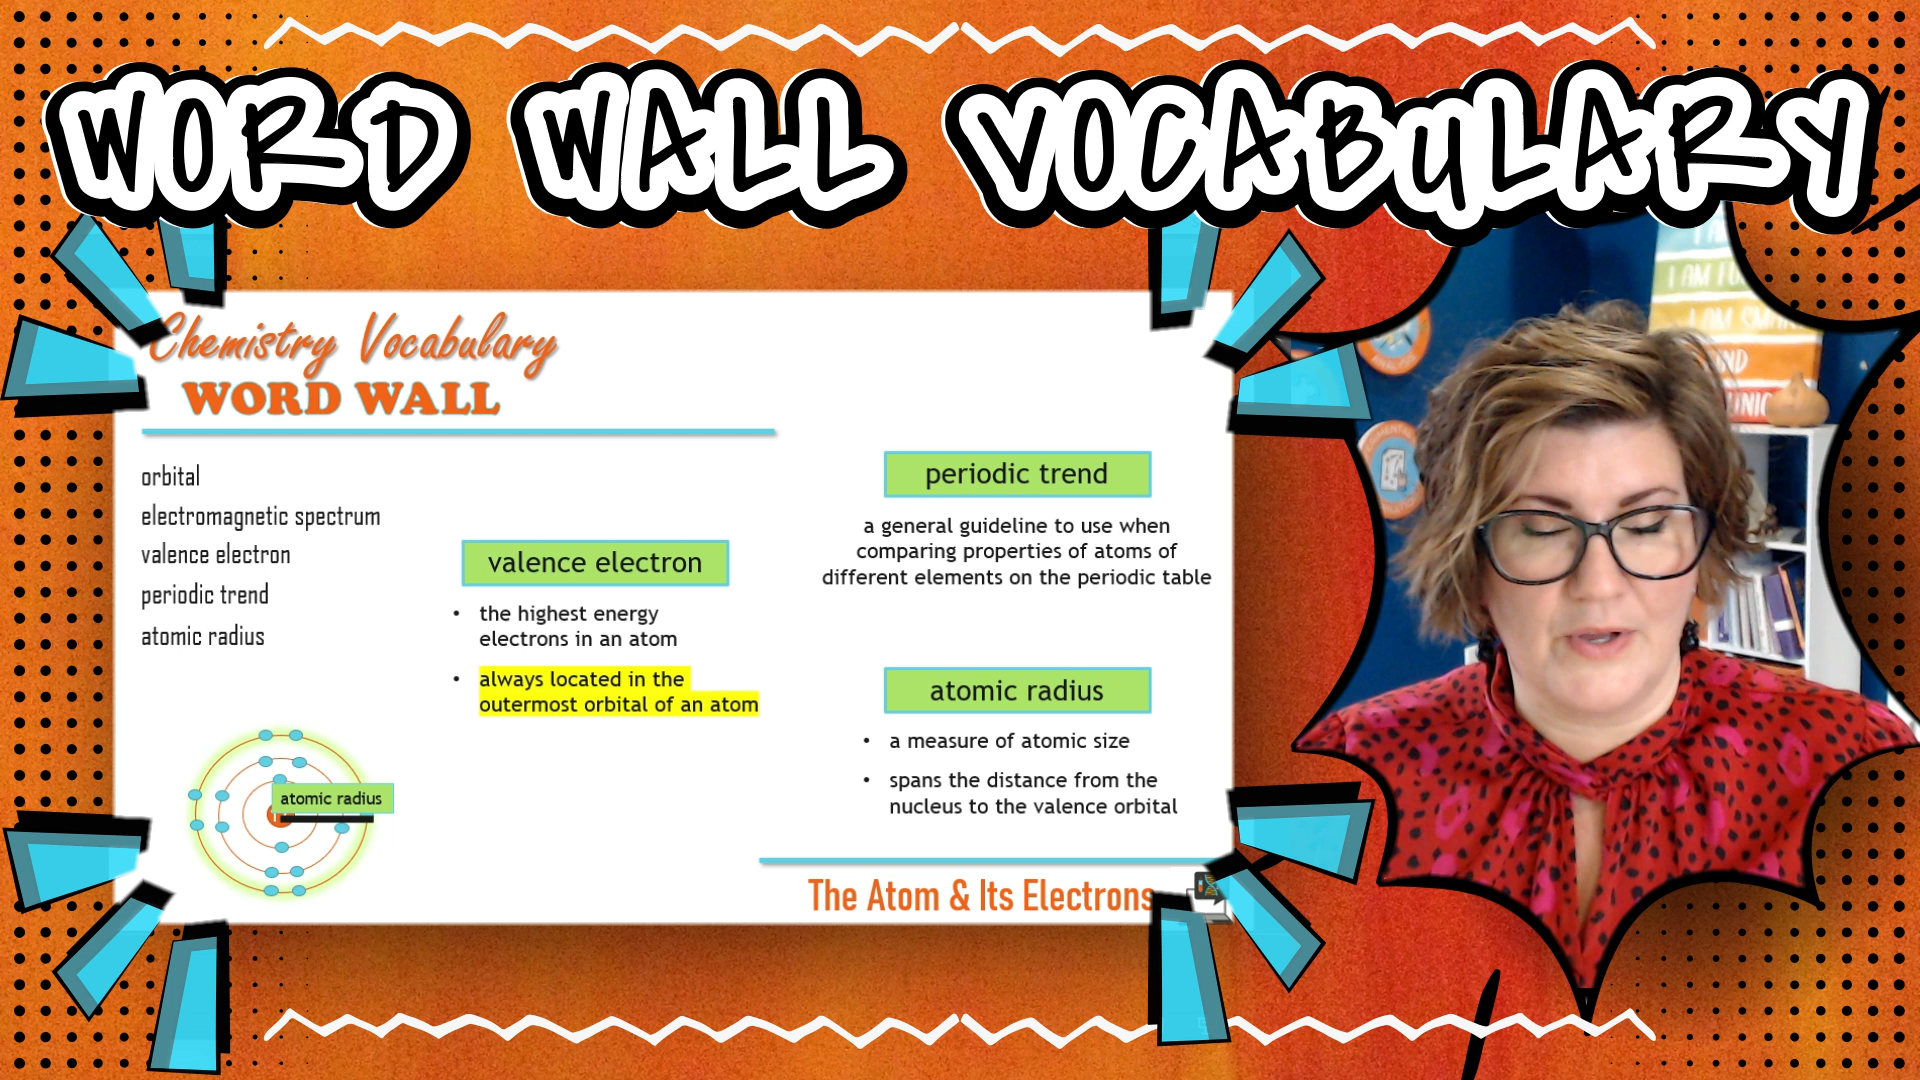 WORD WALL VOCABULARY
Chemistry Vocabulary
WORD WALL
orbital
electromagnetic spectrum
valence electron
periodic trend
atomic radius
valence electron
• the highest energy
electrons in an atom
• always located in the
outermost orbital of an atom
periodic trend
a general guideline to use when
comparing properties of atoms of
different elements on the periodic table
atomic radius
• a measure of atomic size
• spans the distance from the
nucleus to the valence orbital
atomic radius
The Atom & Its Electrons
I AM
I AM SMAR